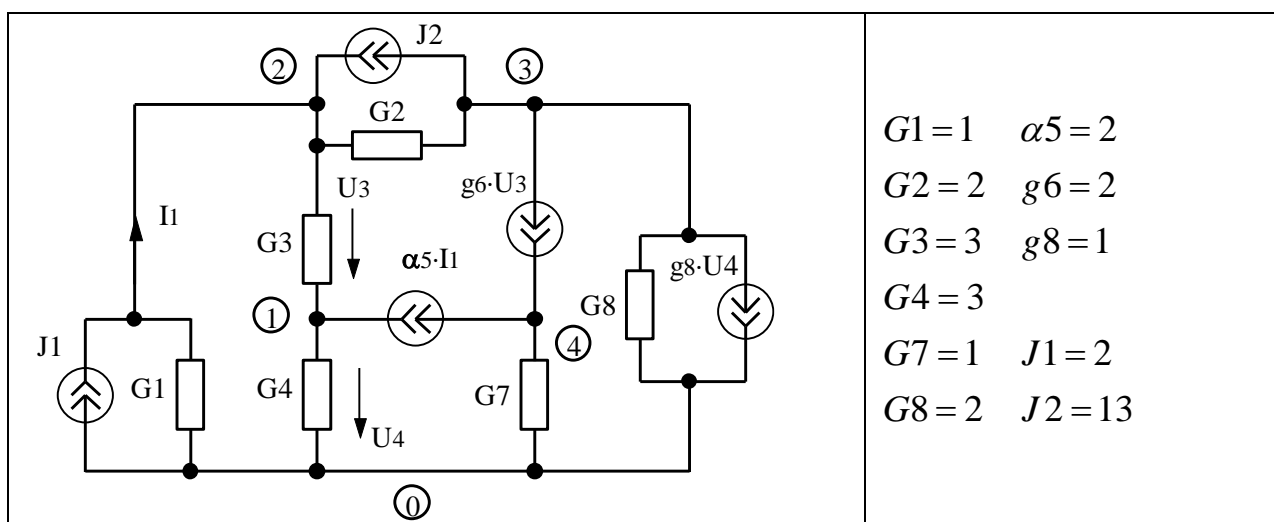 J2
2
3
G2
U3
g6·U3
I1
G3
α5·I1
g8·U4
G8
1
4
J1
G1
G4
G7
U4
0
G1 = 1 α5 = 2
G2 = 2 g6 = 2
G3 = 3 g8 = 1
G4 = 3
G7 = 1 J1 = 2
G8 = 2 J2 = 13